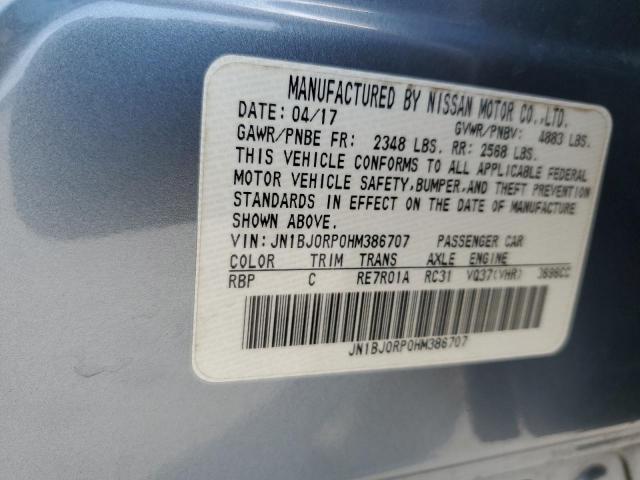 MANUFACTURED BY NISSAN MOTOR CO.,LTD.
DATE: 04/17 GVWR/PNBV: 4883 LBS.
GAWR/PNBE FR: 2348 LBS. RR: 2568 LBS.
THIS VEHICLE CONFORMS TO ALL APPLICABLE FEDERAL
MOTOR VEHICLE SAFETY,BUMPER,AND THEFT PREVENTION
STANDARDS IN EFFECT ON THE DATE OF MANUFACTURE
SHOWN ABOVE.
VIN: JN1BJ0RP0HM386707 PASSENGER CAR
COLOR TRIM TRANS AXLE ENGINE
RBP C RE7R01A RC31 VQ37(VHR) 3696CC
JN1BJ0RP0HM386707